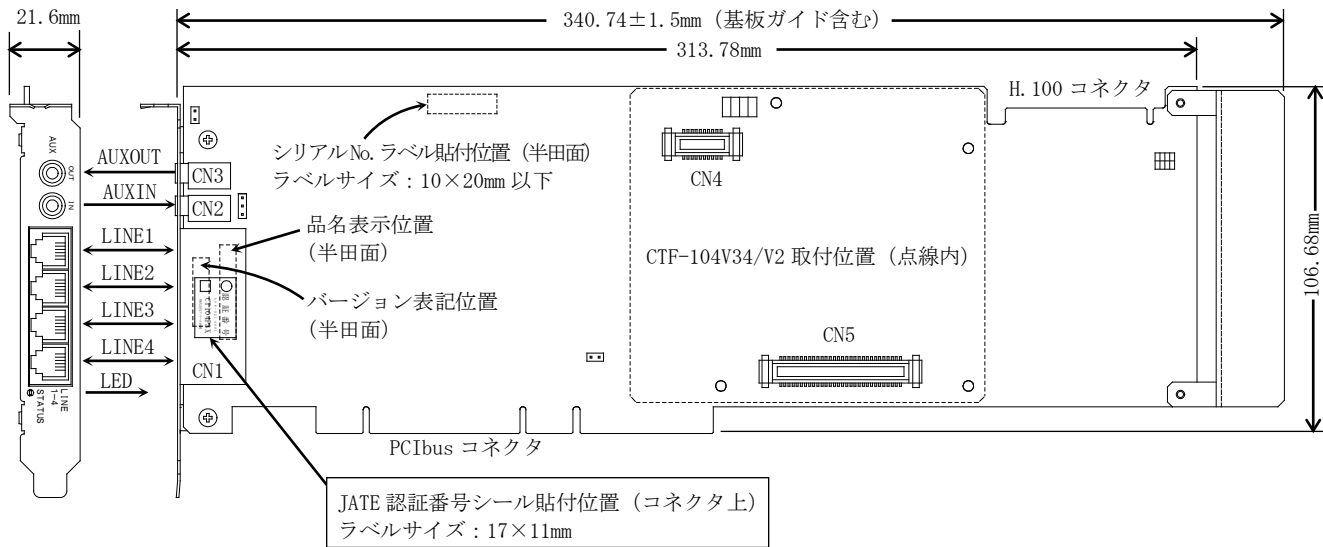 21.6mm
340.74±1.5mm (基板ガイド含む)
313.78mm
H.100 コネクタ
AUX
OUT
IN
AUXOUT
AUXIN
LINE1
LINE2
LINE3
LINE4
LED
LINE
1-4
STATUS
CN3
CN2
CN1
シリアルNo.ラベル貼付位置 (半田面)
ラベルサイズ：10×20mm 以下
品名表示位置
(半田面)
バージョン表記位置
(半田面)
認証番号
CN4
CTF-104V34/V2 取付位置 (点線内)
CN5
106.68mm
PCIbus コネクタ
JATE 認証番号シール貼付位置 (コネクタ上)
ラベルサイズ：17×11mm